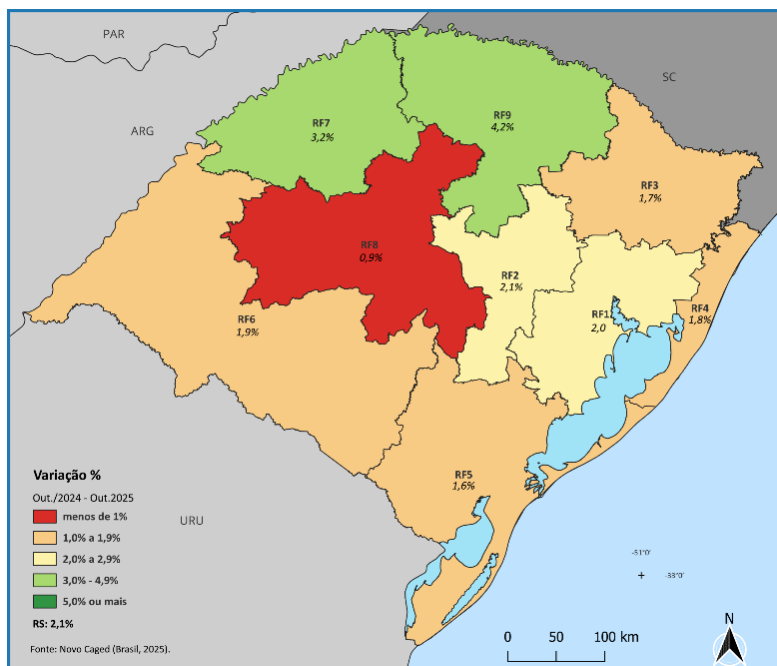 PAR
SC
ARG
RF7
3,2%
RF9
4,2%
RF3
1,7%
RF8
0,9%
RF2
2,1%
RF6
1,9%
RF1
2,0
RF4
1,8%
RF5
1,6%
URU
Variação %
Out./2024 - Out.2025
menos de 1%
1,0% a 1,9%
2,0% a 2,9%
3,0% - 4,9%
5,0% ou mais
RS: 2,1%
Fonte: Novo Caged (Brasil, 2025).
-51°0'
-33°0'
N
0 50 100 km